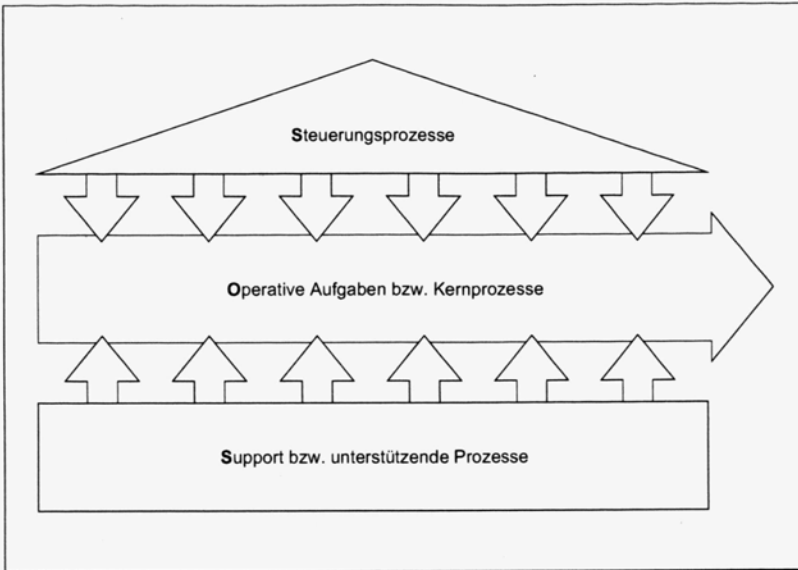 Steuerungsprozesse
Operative Aufgaben bzw. Kernprozesse
Support bzw. unterstützende Prozesse